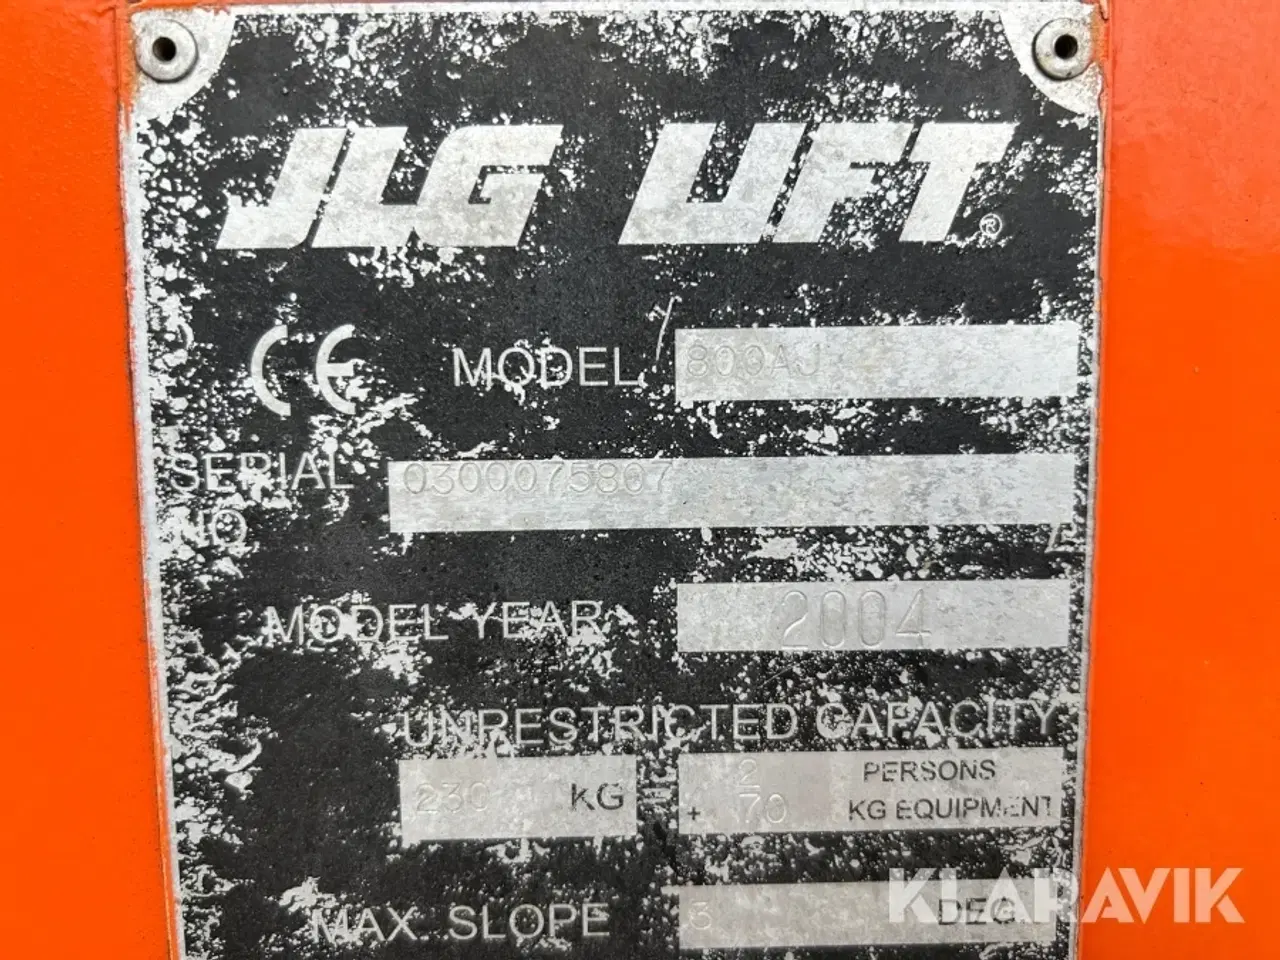 JLG LIFT®
CE MODEL 800AJ
SERIAL 0300075807
NO
MODEL YEAR 2004
UNRESTRICTED CAPACITY
230 KG = 2 PERSONS
+ 70 KG EQUIPMENT
MAX. SLOPE DEG
KLARAVIK